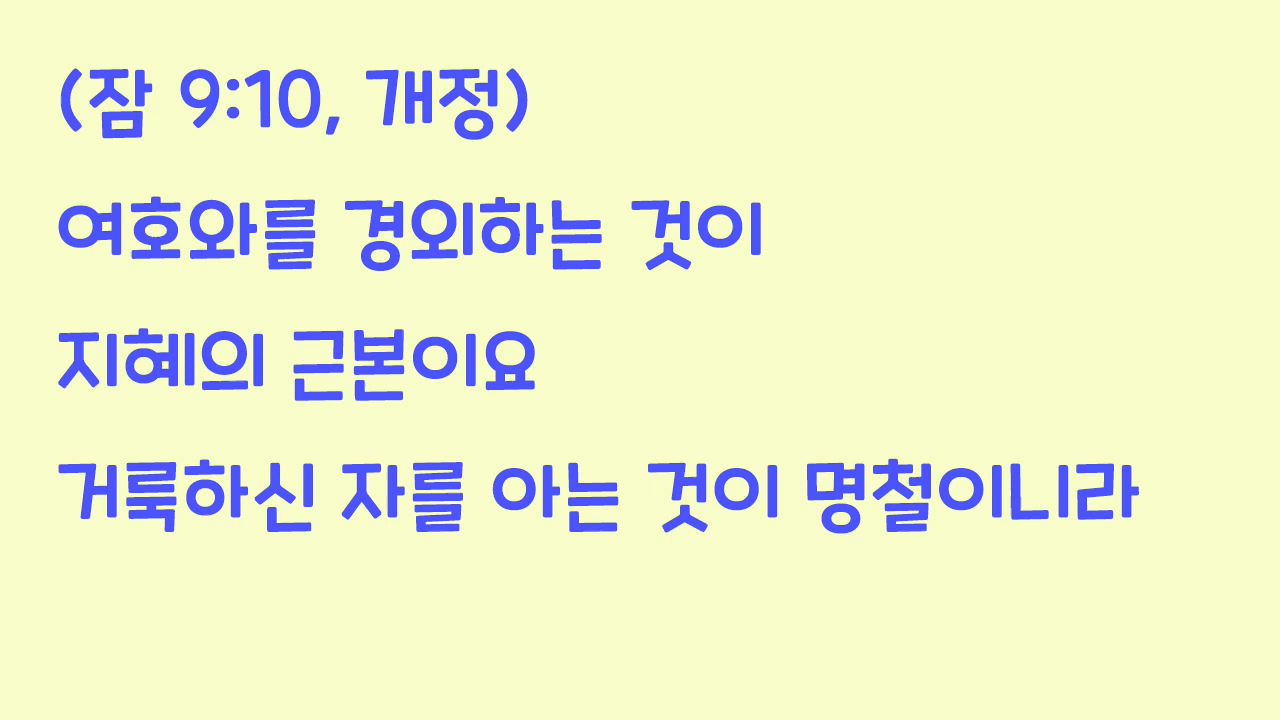 (잠 9:10, 개정)
여호와를 경외하는 것이
지혜의 근본이요
거룩하신 자를 아는 것이 명철이니라